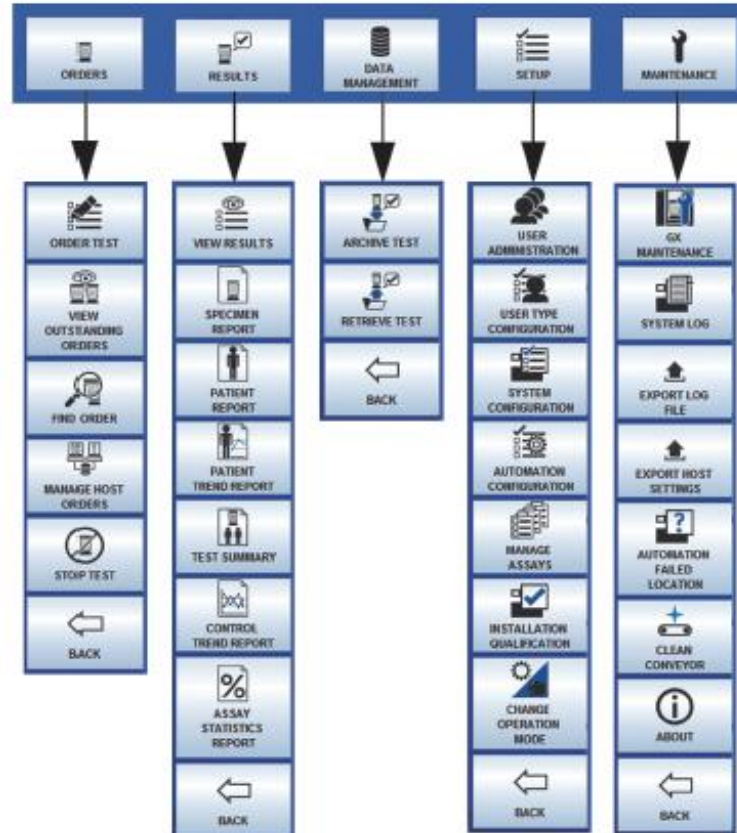 ORDERS
RESULTS
DATA
MANAGEMENT
SETUP
MAINTENANCE
ORDER TEST
VIEW
OUTSTANDING
ORDERS
FIND ORDER
MANAGE HOST
ORDERS
STOIP TEST
BACK
VIEW RESULTS
SPECIMEN
REPORT
PATIENT
REPORT
PATIENT
TREND REPORT
TEST SUMMARY
CONTROL
TREND REPORT
%
ASSAY
STATISTICS
REPORT
BACK
ARCHIVE TEST
RETRIEVE TEST
BACK
USER
ADMINISTRATION
USER TYPE
CONFIGURATION
SYSTEM
CONFIGURATION
AUTOMATION
CONFIGURATION
MANAGE
ASSAYS
INSTALLATION
QUALIFICATION
CHANGE
OPERATION
MODE
BACK
GX
MAINTENANCE
SYSTEM LOG
EXPORT LOG
FILE
EXPORT HOST
SETTINGS
?
AUTOMATION
FAILED
LOCATION
CLEAN
CONVEYOR
i
ABOUT
BACK